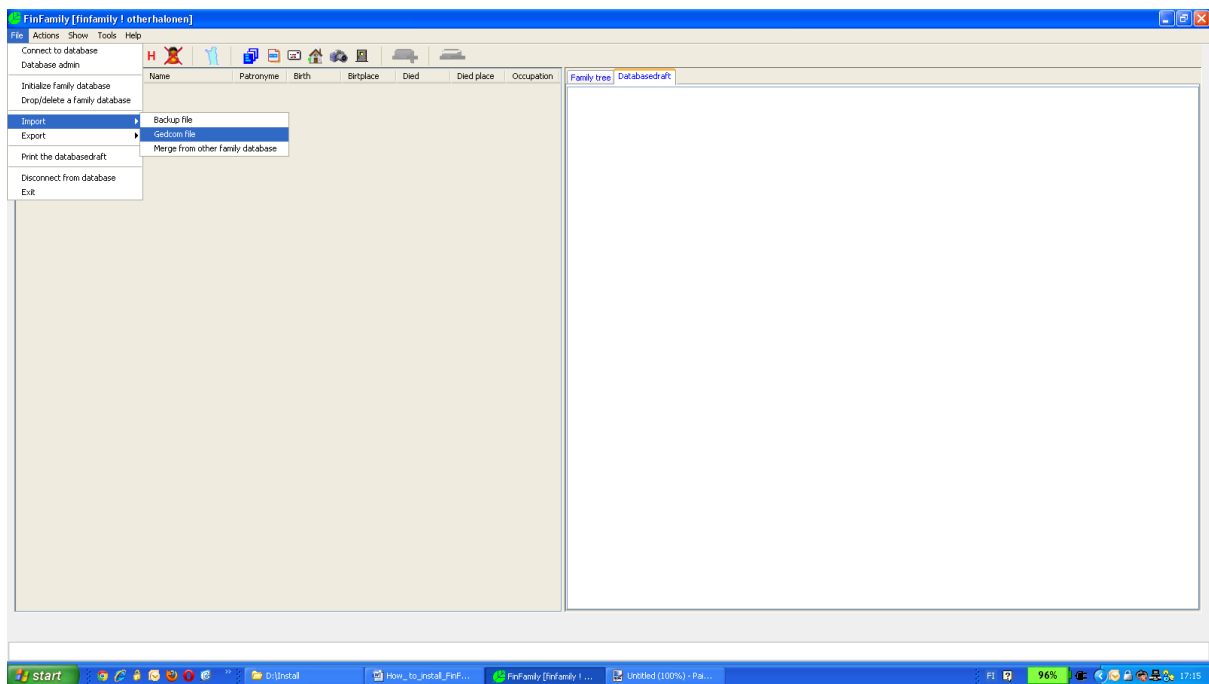 FinFamily [finfamily ! otherhalonen]
File Actions Show Tools Help
Connect to database
Database admin
Initialize family database
Drop/delete a family database
Import
Export
Print the databasedraft
Disconnect from database
Exit
Backup file
Gedcom file
Merge from other family database
H
Name Patronyme Birth Birtplace Died Died place Occupation
Family tree Databasedraft
start
D:\Install
How_ to_install_FinF...
FinFamily [finfamily ! ...
Untitled (100%) - Pai...
FI
96%
17:15